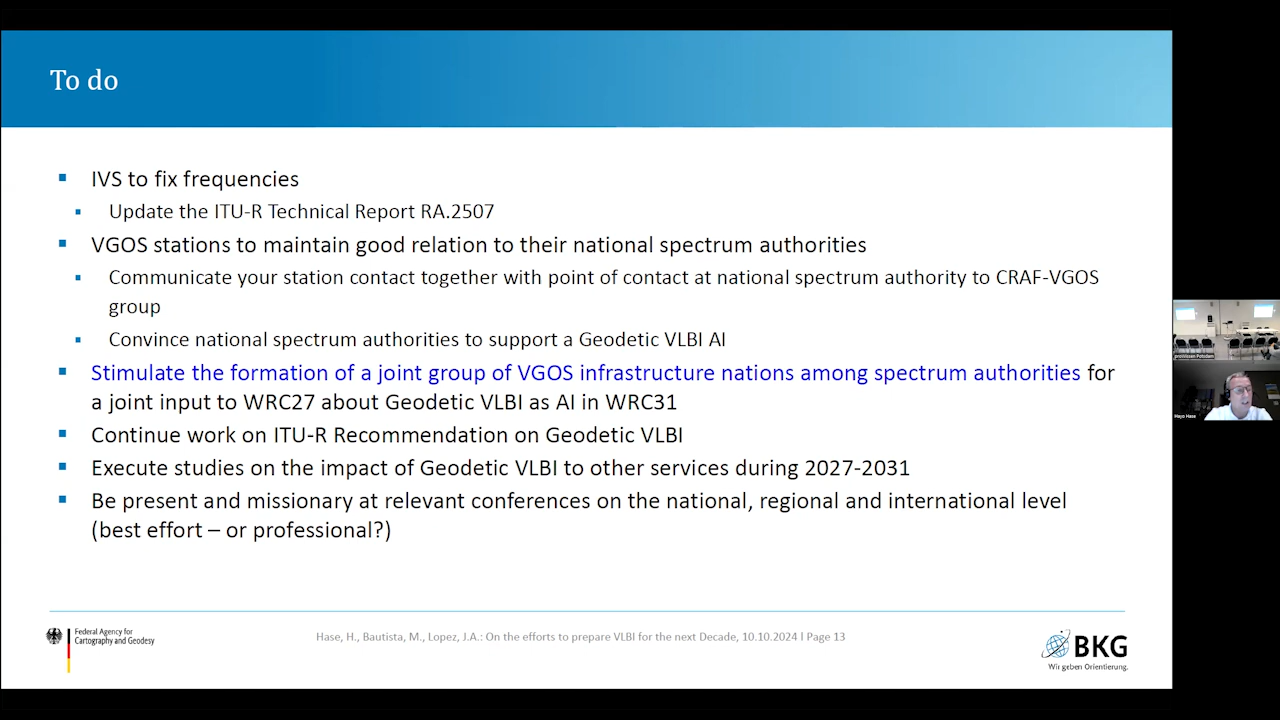 To do
IVS to fix frequencies
Update the ITU-R Technical Report RA.2507
VGOS stations to maintain good relation to their national spectrum authorities
Communicate your station contact together with point of contact at national spectrum authority to CRAF-VGOS
group
Convince national spectrum authorities to support a Geodetic VLBI AI
Stimulate the formation of a joint group of VGOS infrastructure nations among spectrum authorities for
a joint input to WRC27 about Geodetic VLBI as AI in WRC31
Continue work on ITU-R Recommendation on Geodetic VLBI
Execute studies on the impact of Geodetic VLBI to other services during 2027-2031
Be present and missionary at relevant conferences on the national, regional and international level
(best effort – or professional?)
Federal Agency for
Cartography and Geodesy
Hase, H., Bautista, M., Lopez, J.A.: On the efforts to prepare VLBI for the next Decade, 10.10.2024 | Page 13
BKG
Wir geben Orientierung.
Hayo Hase